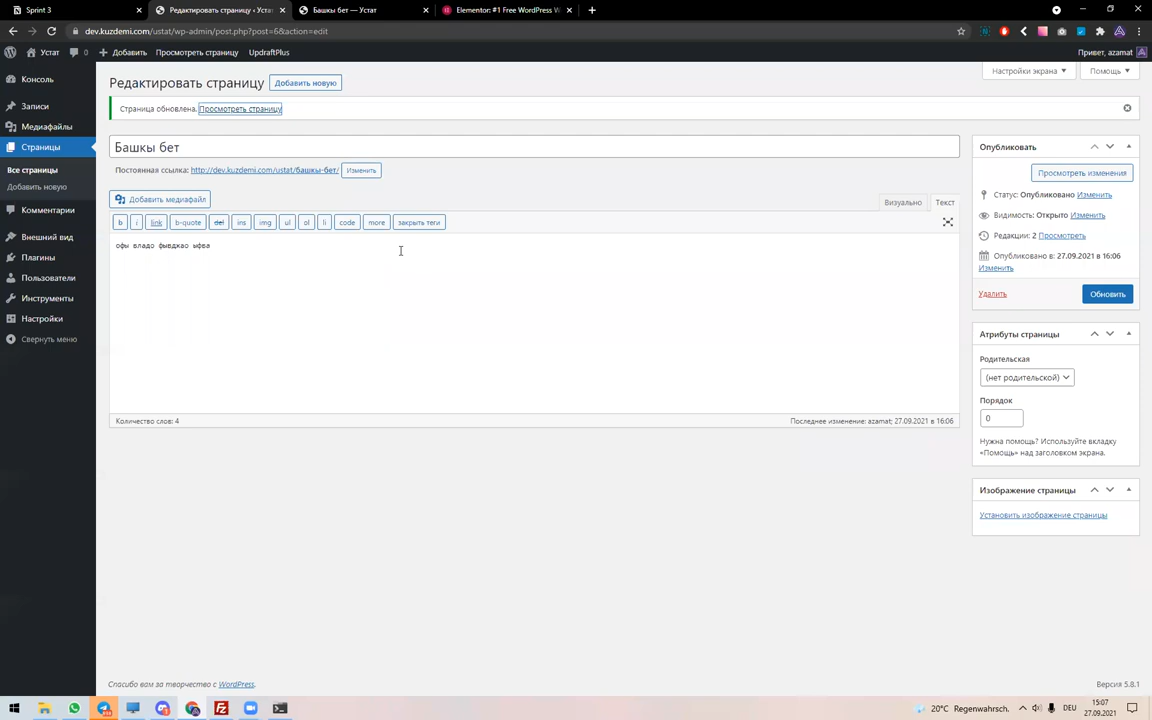 Sprint 3
Редактировать страницу ‹ Уста
Башкы бет — Устат
Elementor: #1 Free WordPress W
dev.kuzdemi.com/ustat/wp-admin/post.php?post=6&action=edit
Устат
0
Добавить
Просмотреть страницу
UpdraftPlus
Привет, azamat
Консоль
Записи
Медиафайлы
Страницы
Все страницы
Добавить новую
Комментарии
Внешний вид
Плагины
Пользователи
Инструменты
Настройки
Свернуть меню
Настройки экрана
Помощь
Редактировать страницу
Добавить новую
Страница обновлена. Просмотреть страницу
Башкы бет
Постоянная ссылка: http://dev.kuzdemi.com/ustat/башкы-бет/ Изменить
Добавить медиафайл
Визуально
Текст
b
i
link
b-quote
del
ins
img
ul
ol
li
code
more
закрыть теги
офы владо фывджао ыфва
Количество слов: 4
Последнее изменение: azamat; 27.09.2021 в 16:06
Опубликовать
Просмотреть изменения
Статус: Опубликовано Изменить
Видимость: Открыто Изменить
Редакции: 2 Просмотреть
Опубликовано в: 27.09.2021 в 16:06
Изменить
Удалить
Обновить
Атрибуты страницы
Родительская
(нет родительской)
Порядок
0
Нужна помощь? Используйте вкладку
«Помощь» над заголовком экрана.
Изображение страницы
Установить изображение страницы
Спасибо вам за творчество с WordPress.
Версия 5.8.1
20°C Regenwahrsch.
DEU
15:07
27.09.2021